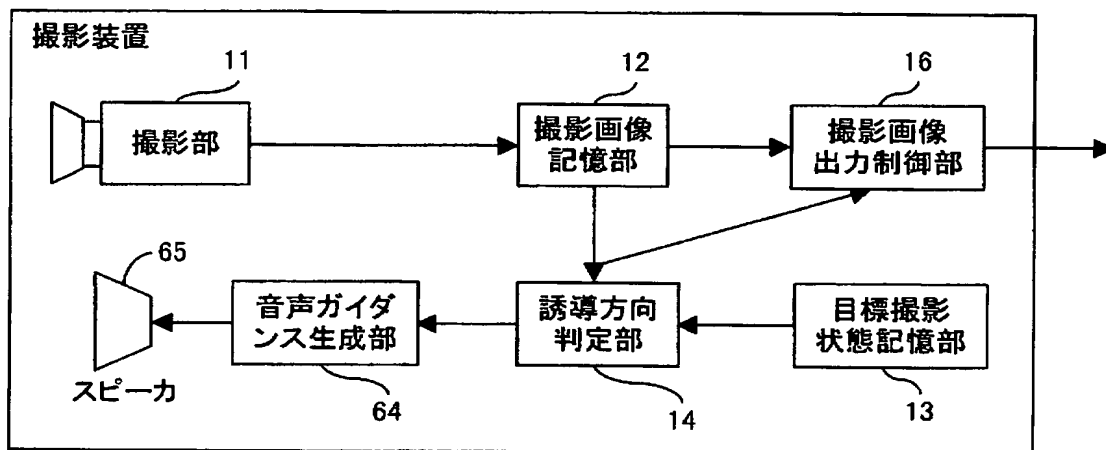 撮影装置
11
撮影部
12
撮影画像
記憶部
16
撮影画像
出力制御部
65
スピーカ
音声ガイダ
ンス生成部
64
誘導方向
判定部
14
目標撮影
状態記憶部
13